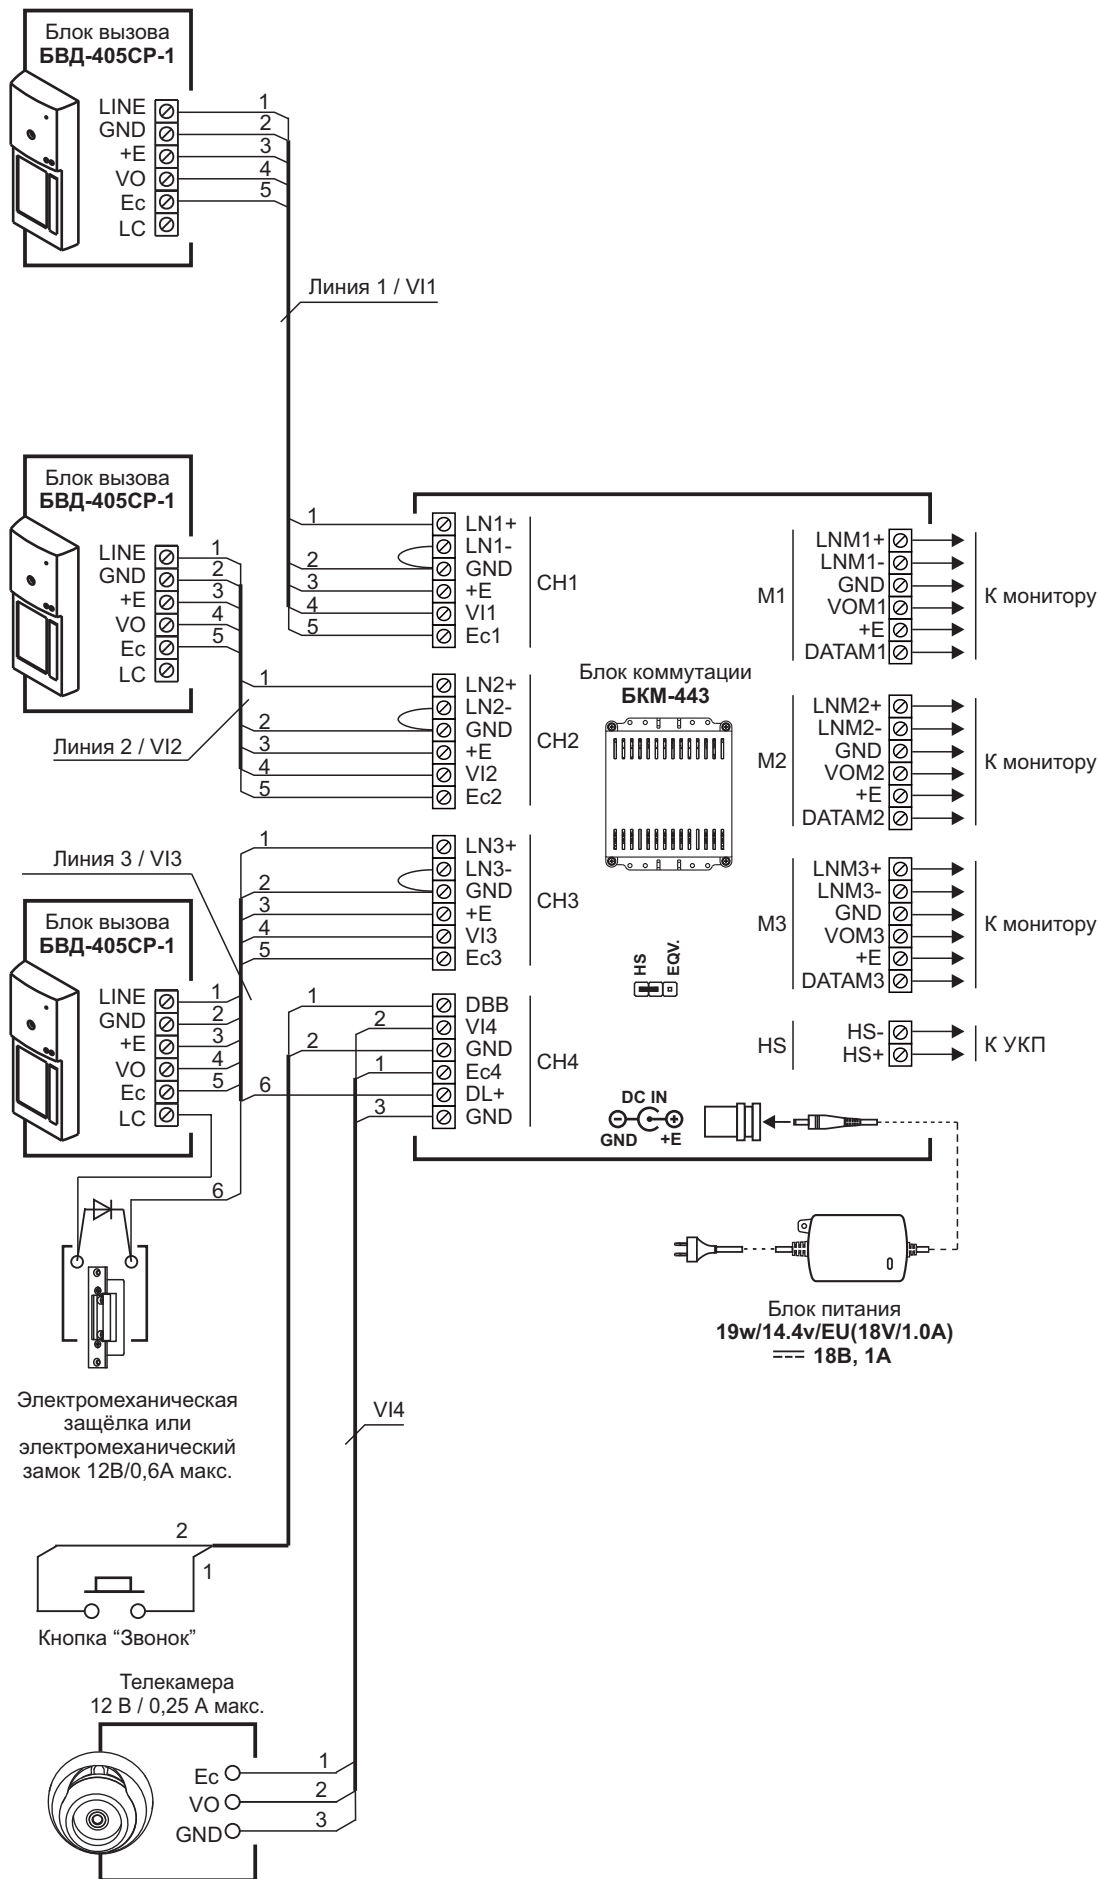 Блок вызова
БВД-405CP-1
LINE
GND
+E
VO
Ec
LC
1
2
3
4
5
Линия 1 / VI1
Блок вызова
БВД-405CP-1
LINE
GND
+E
VO
Ec
LC
1
2
3
4
5
Линия 2 / VI2
Линия 3 / VI3
Блок вызова
БВД-405CP-1
LINE
GND
+E
VO
Ec
LC
1
2
3
4
5
6
1
2
3
4
5
LN1+
LN1-
GND
+E
VI1
Ec1
CH1
1
2
3
4
5
LN2+
LN2-
GND
+E
VI2
Ec2
CH2
1
2
3
4
5
LN3+
LN3-
GND
+E
VI3
Ec3
CH3
1
2
2
1
6
3
DBB
VI4
GND
Ec4
DL+
GND
CH4
Блок коммутации
БКМ-443
HS
EQV.
DC IN
GND
+E
M1
LNM1+
LNM1-
GND
VOM1
+E
DATAM1
К монитору
M2
LNM2+
LNM2-
GND
VOM2
+E
DATAM2
К монитору
M3
LNM3+
LNM3-
GND
VOM3
+E
DATAM3
К монитору
HS
HS-
HS+
К УКП
Блок питания
19w/14.4v/EU(18V/1.0A)
18В, 1А
Электромеханическая
защёлка или
электромеханический
замок 12В/0,6А макс.
VI4
2
1
Кнопка “Звонок”
Телекамера
12 В / 0,25 А макс.
Ec
VO
GND
1
2
3